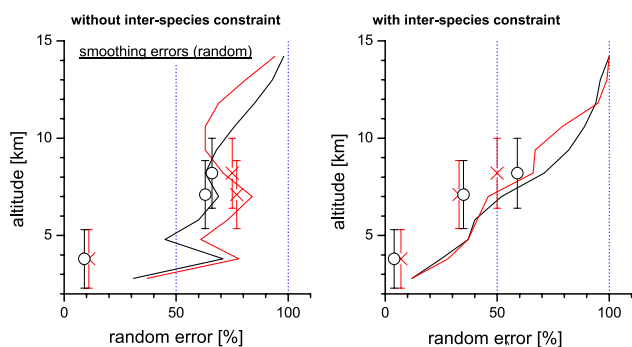 without inter-species constraint
with inter-species constraint
smoothing errors (random)
15
10
5
altitude [km]
0
50
100
random error [%]
15
10
5
altitude [km]
0
50
100
random error [%]